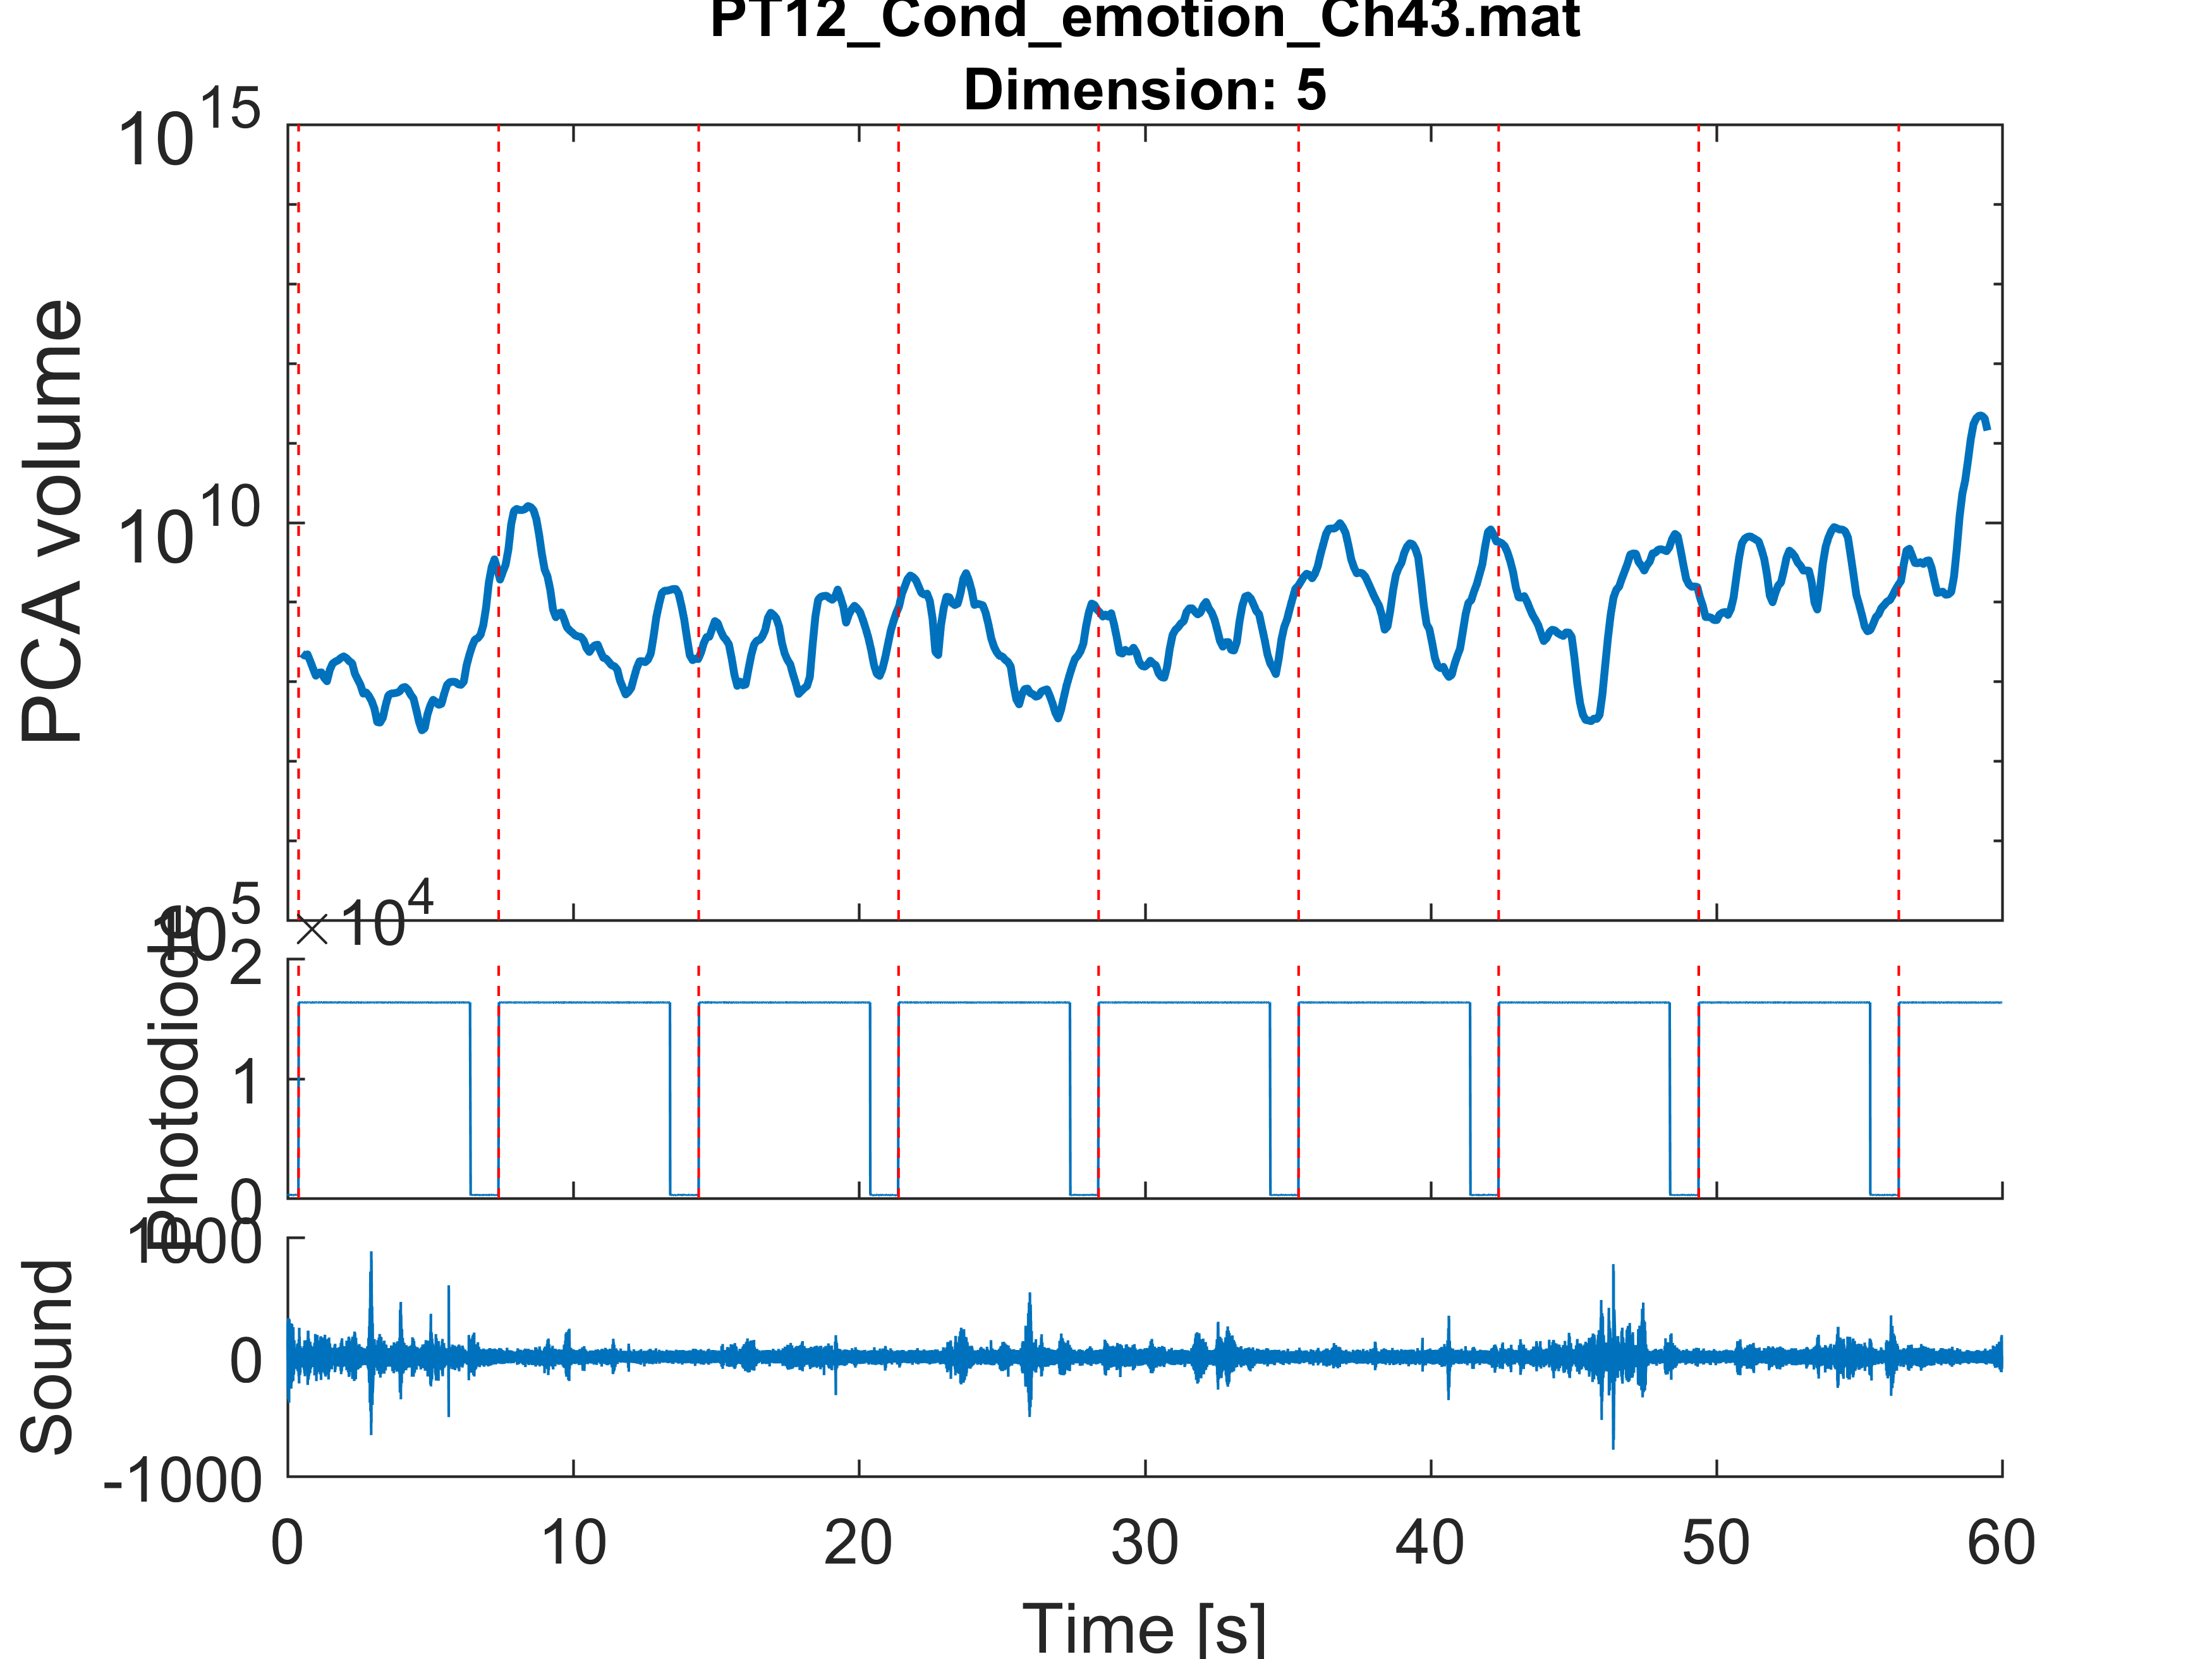 PT12_Cond_emotion_Ch43.mat
Dimension: 5
10^15
10^10
10^5
PCA volume
×10^4
2
1
0
Photodiode
1000
0
-1000
Sound
0 10 20 30 40 50 60
Time [s]